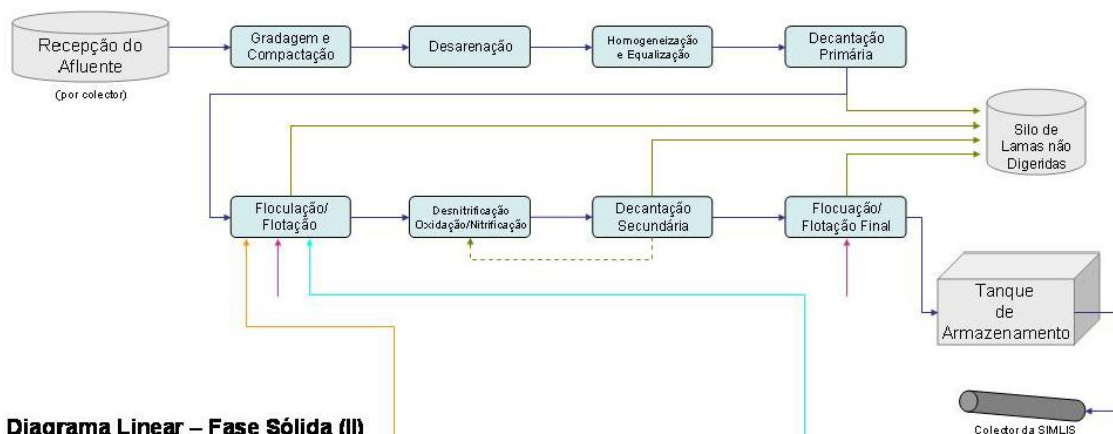 Recepção do
Afluente
(por colector)
Gradagem e
Compactação
Desarenação
Homogeneização
e Equalização
Decantação
Primária
Silo de
Lamas não
Digeridas
Floculação/
Flotação
Desnitrificação
Oxidação/Nitrificação
Decantação
Secundária
Flocuação/
Flotação Final
Tanque
de
Armazenamento
Diagrama Linear – Fase Sólida (II)
Colector da SIMLIS